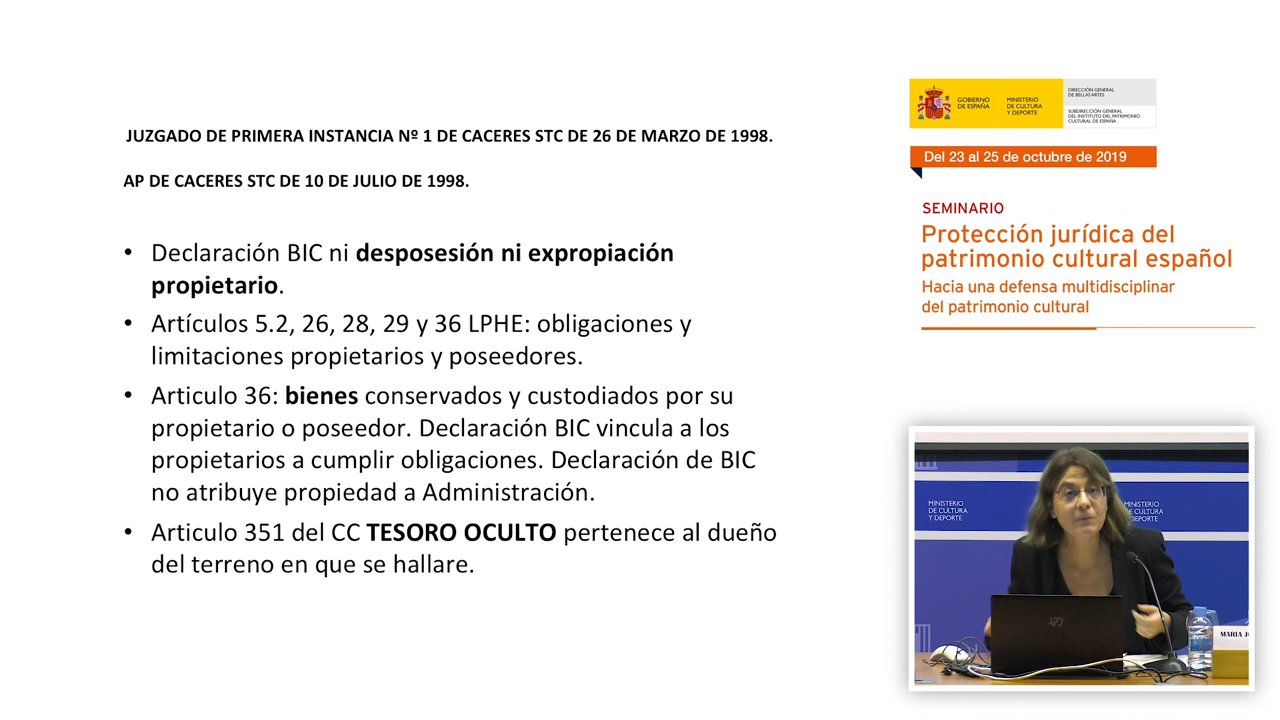 JUZGADO DE PRIMERA INSTANCIA Nº 1 DE CACERES STC DE 26 DE MARZO DE 1998.
AP DE CACERES STC DE 10 DE JULIO DE 1998.
• Declaración BIC ni desposesión ni expropiación
propietario.
• Artículos 5.2, 26, 28, 29 y 36 LPHE: obligaciones y
limitaciones propietarios y poseedores.
• Articulo 36: bienes conservados y custodiados por su
propietario o poseedor. Declaración BIC vincula a los
propietarios a cumplir obligaciones. Declaración de BIC
no atribuye propiedad a Administración.
• Articulo 351 del CC TESORO OCULTO pertenece al dueño
del terreno en que se hallare.
GOBIERNO
DE ESPAÑA
MINISTERIO
DE CULTURA
Y DEPORTE
DIRECCIÓN GENERAL
DE BELLAS ARTES
SUBDIRECCIÓN GENERAL
DEL INSTITUTO DEL PATRIMONIO
CULTURAL DE ESPAÑA
Del 23 al 25 de octubre de 2019
SEMINARIO
Protección jurídica del
patrimonio cultural español
Hacia una defensa multidisciplinar
del patrimonio cultural
MINISTERIO
DE CULTURA
Y DEPORTE
MINISTERIO
DE CULTURA
Y DEPORTE
MARÍA